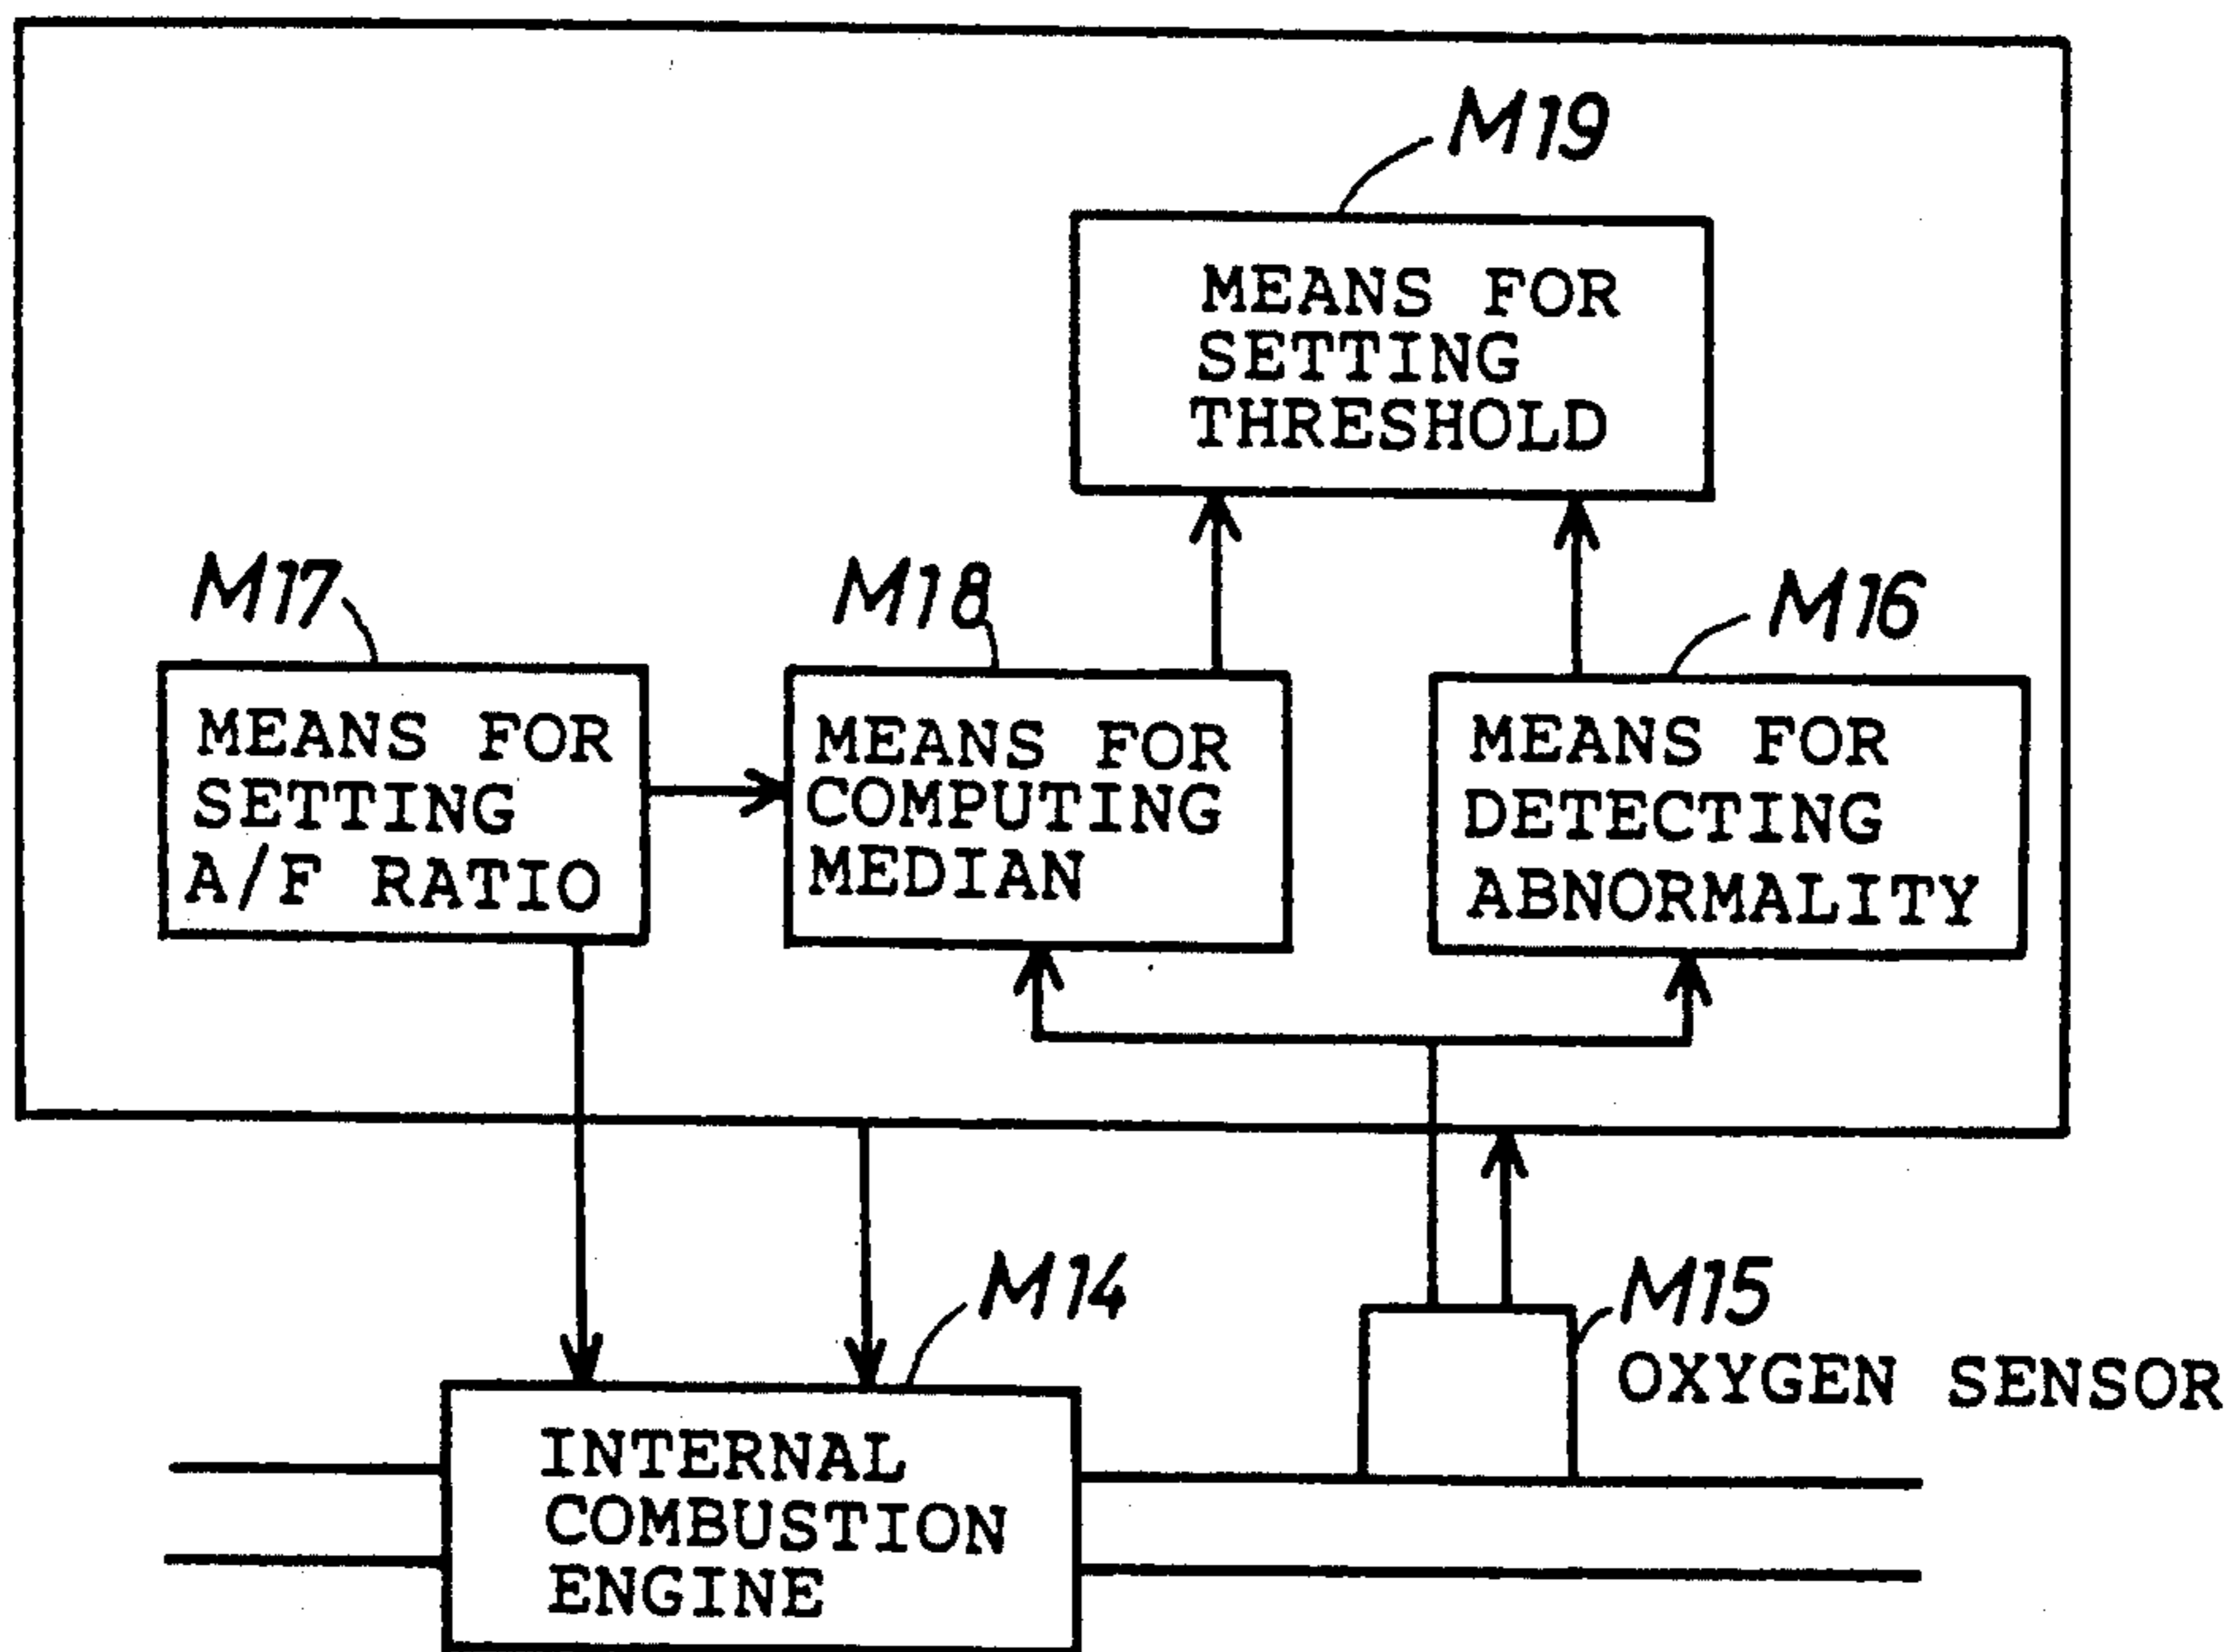 M19
MEANS FOR
SETTING
THRESHOLD
M17
MEANS FOR
SETTING
A/F RATIO
M18
MEANS FOR
COMPUTING
MEDIAN
M16
MEANS FOR
DETECTING
ABNORMALITY
M14
INTERNAL
COMBUSTION
ENGINE
M15
OXYGEN SENSOR